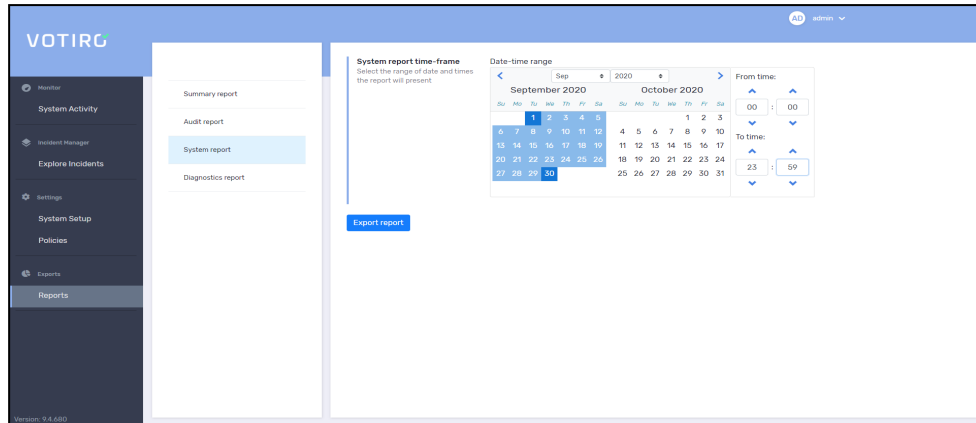 AD admin
VOTIRO
Monitor
System Activity
Incident Manager
Explore Incidents
Settings
System Setup
Policies
Exports
Reports
Version: 9.4.680
Summary report
Audit report
System report
Diagnostics report
System report time-frame
Select the range of date and times
the report will present
Export report
Date-time range
Sep 2020
September 2020
Su Mo Tu We Th Fr Sa
1 2 3 4 5
6 7 8 9 10 11 12
13 14 15 16 17 18 19
20 21 22 23 24 25 26
27 28 29 30
October 2020
Su Mo Tu We Th Fr Sa
1 2 3
4 5 6 7 8 9 10
11 12 13 14 15 16 17
18 19 20 21 22 23 24
25 26 27 28 29 30 31
From time:
00 : 00
To time:
23 : 59